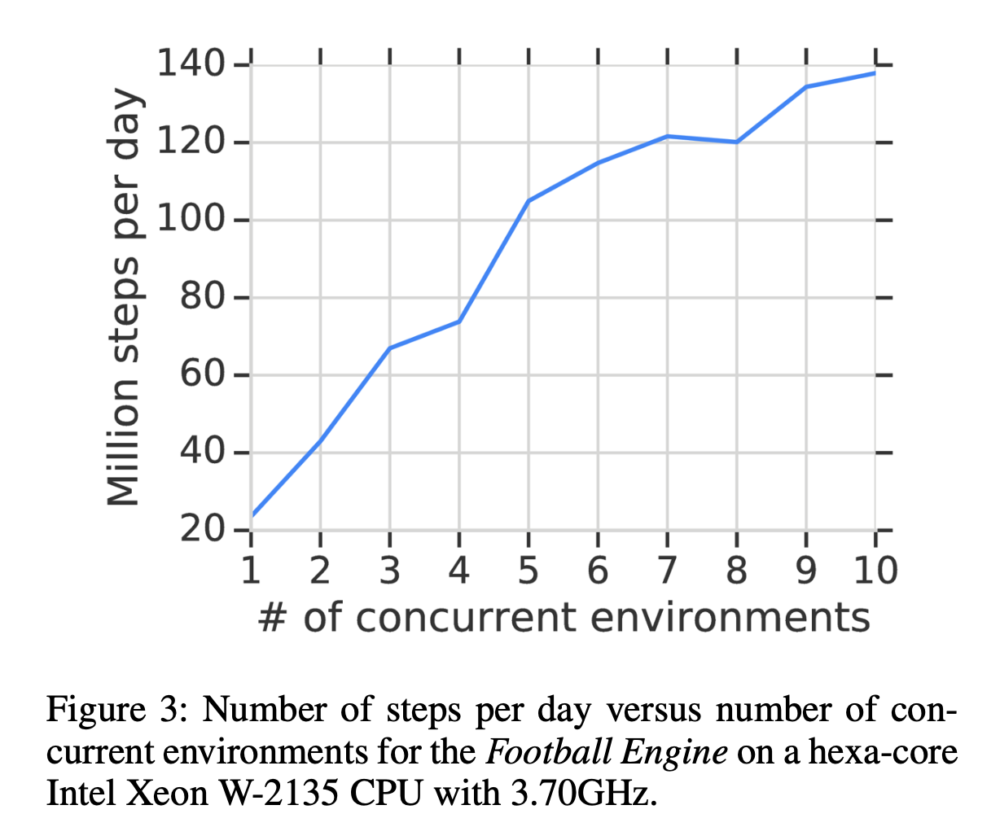 140
120
100
80
60
40
20
Million steps per day
1 2 3 4 5 6 7 8 9 10
# of concurrent environments
Figure 3: Number of steps per day versus number of con-
current environments for the Football Engine on a hexa-core
Intel Xeon W-2135 CPU with 3.70GHz.